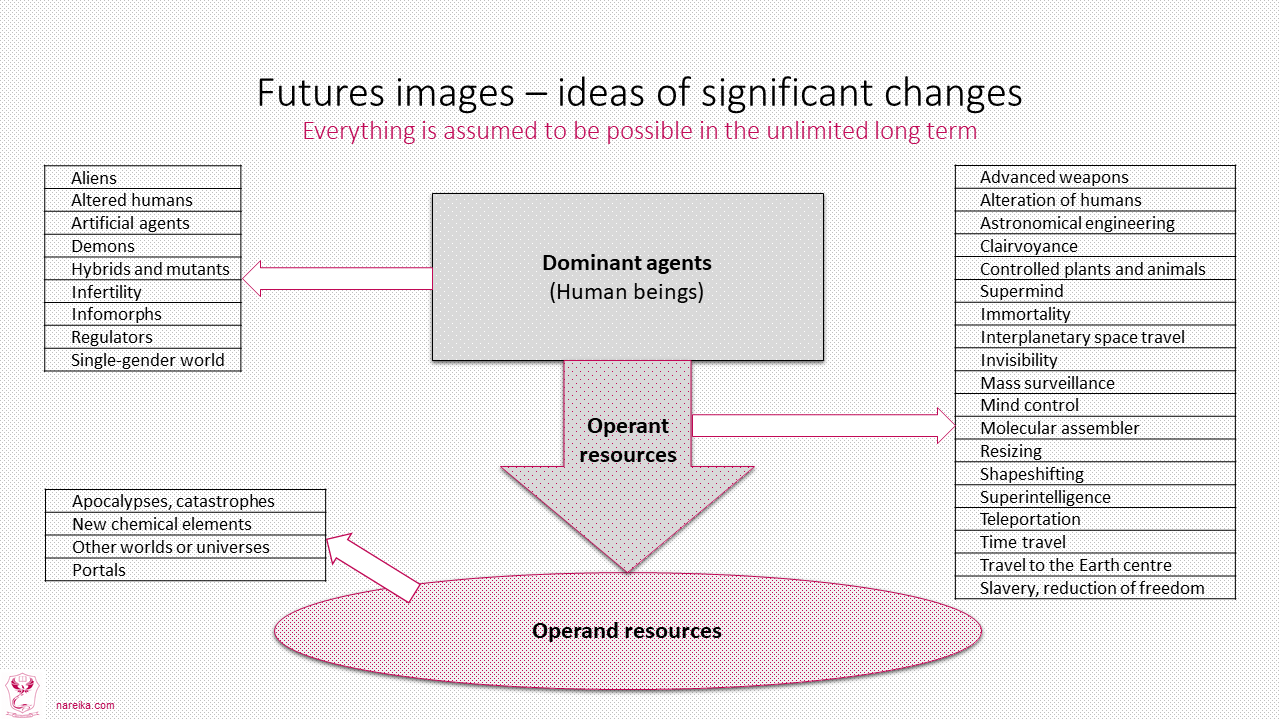 Futures images – ideas of significant changes
Everything is assumed to be possible in the unlimited long term
Aliens
Altered humans
Artificial agents
Demons
Hybrids and mutants
Infertility
Infomorphs
Regulators
Single-gender world
Dominant agents
(Human beings)
Operant
resources
Advanced weapons
Alteration of humans
Astronomical engineering
Clairvoyance
Controlled plants and animals
Supermind
Immortality
Interplanetary space travel
Invisibility
Mass surveillance
Mind control
Molecular assembler
Resizing
Shapeshifting
Superintelligence
Teleportation
Time travel
Travel to the Earth centre
Slavery, reduction of freedom
Apocalypses, catastrophes
New chemical elements
Other worlds or universes
Portals
Operand resources
nareika.com